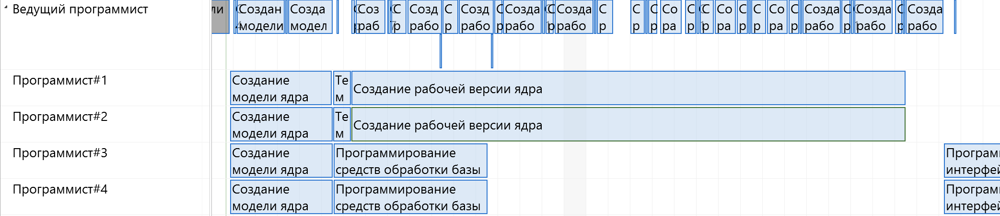 Ведущий программист
ли
Создан
модели
Созда
модел
Соз
раб
С
р
Созд
рабо
С
р
Созд
рабо
С
р
Созда
рабо
С
р
Созда
рабо
С
р
С
р
С
р
Со
ра
С
р
С
р
Со
ра
С
р
С
р
Со
ра
С
р
Созда
рабо
С
р
Созда
рабо
С
р
Созда
рабо
Программист#1
Создание
модели ядра
Те
м
Создание рабочей версии ядра
Программист#2
Создание
модели ядра
Те
м
Создание рабочей версии ядра
Программист#3
Создание
модели ядра
Программирование
средств обработки базы
Програм
интерфей
Программист#4
Создание
модели ядра
Программирование
средств обработки базы
Програм
интерфей